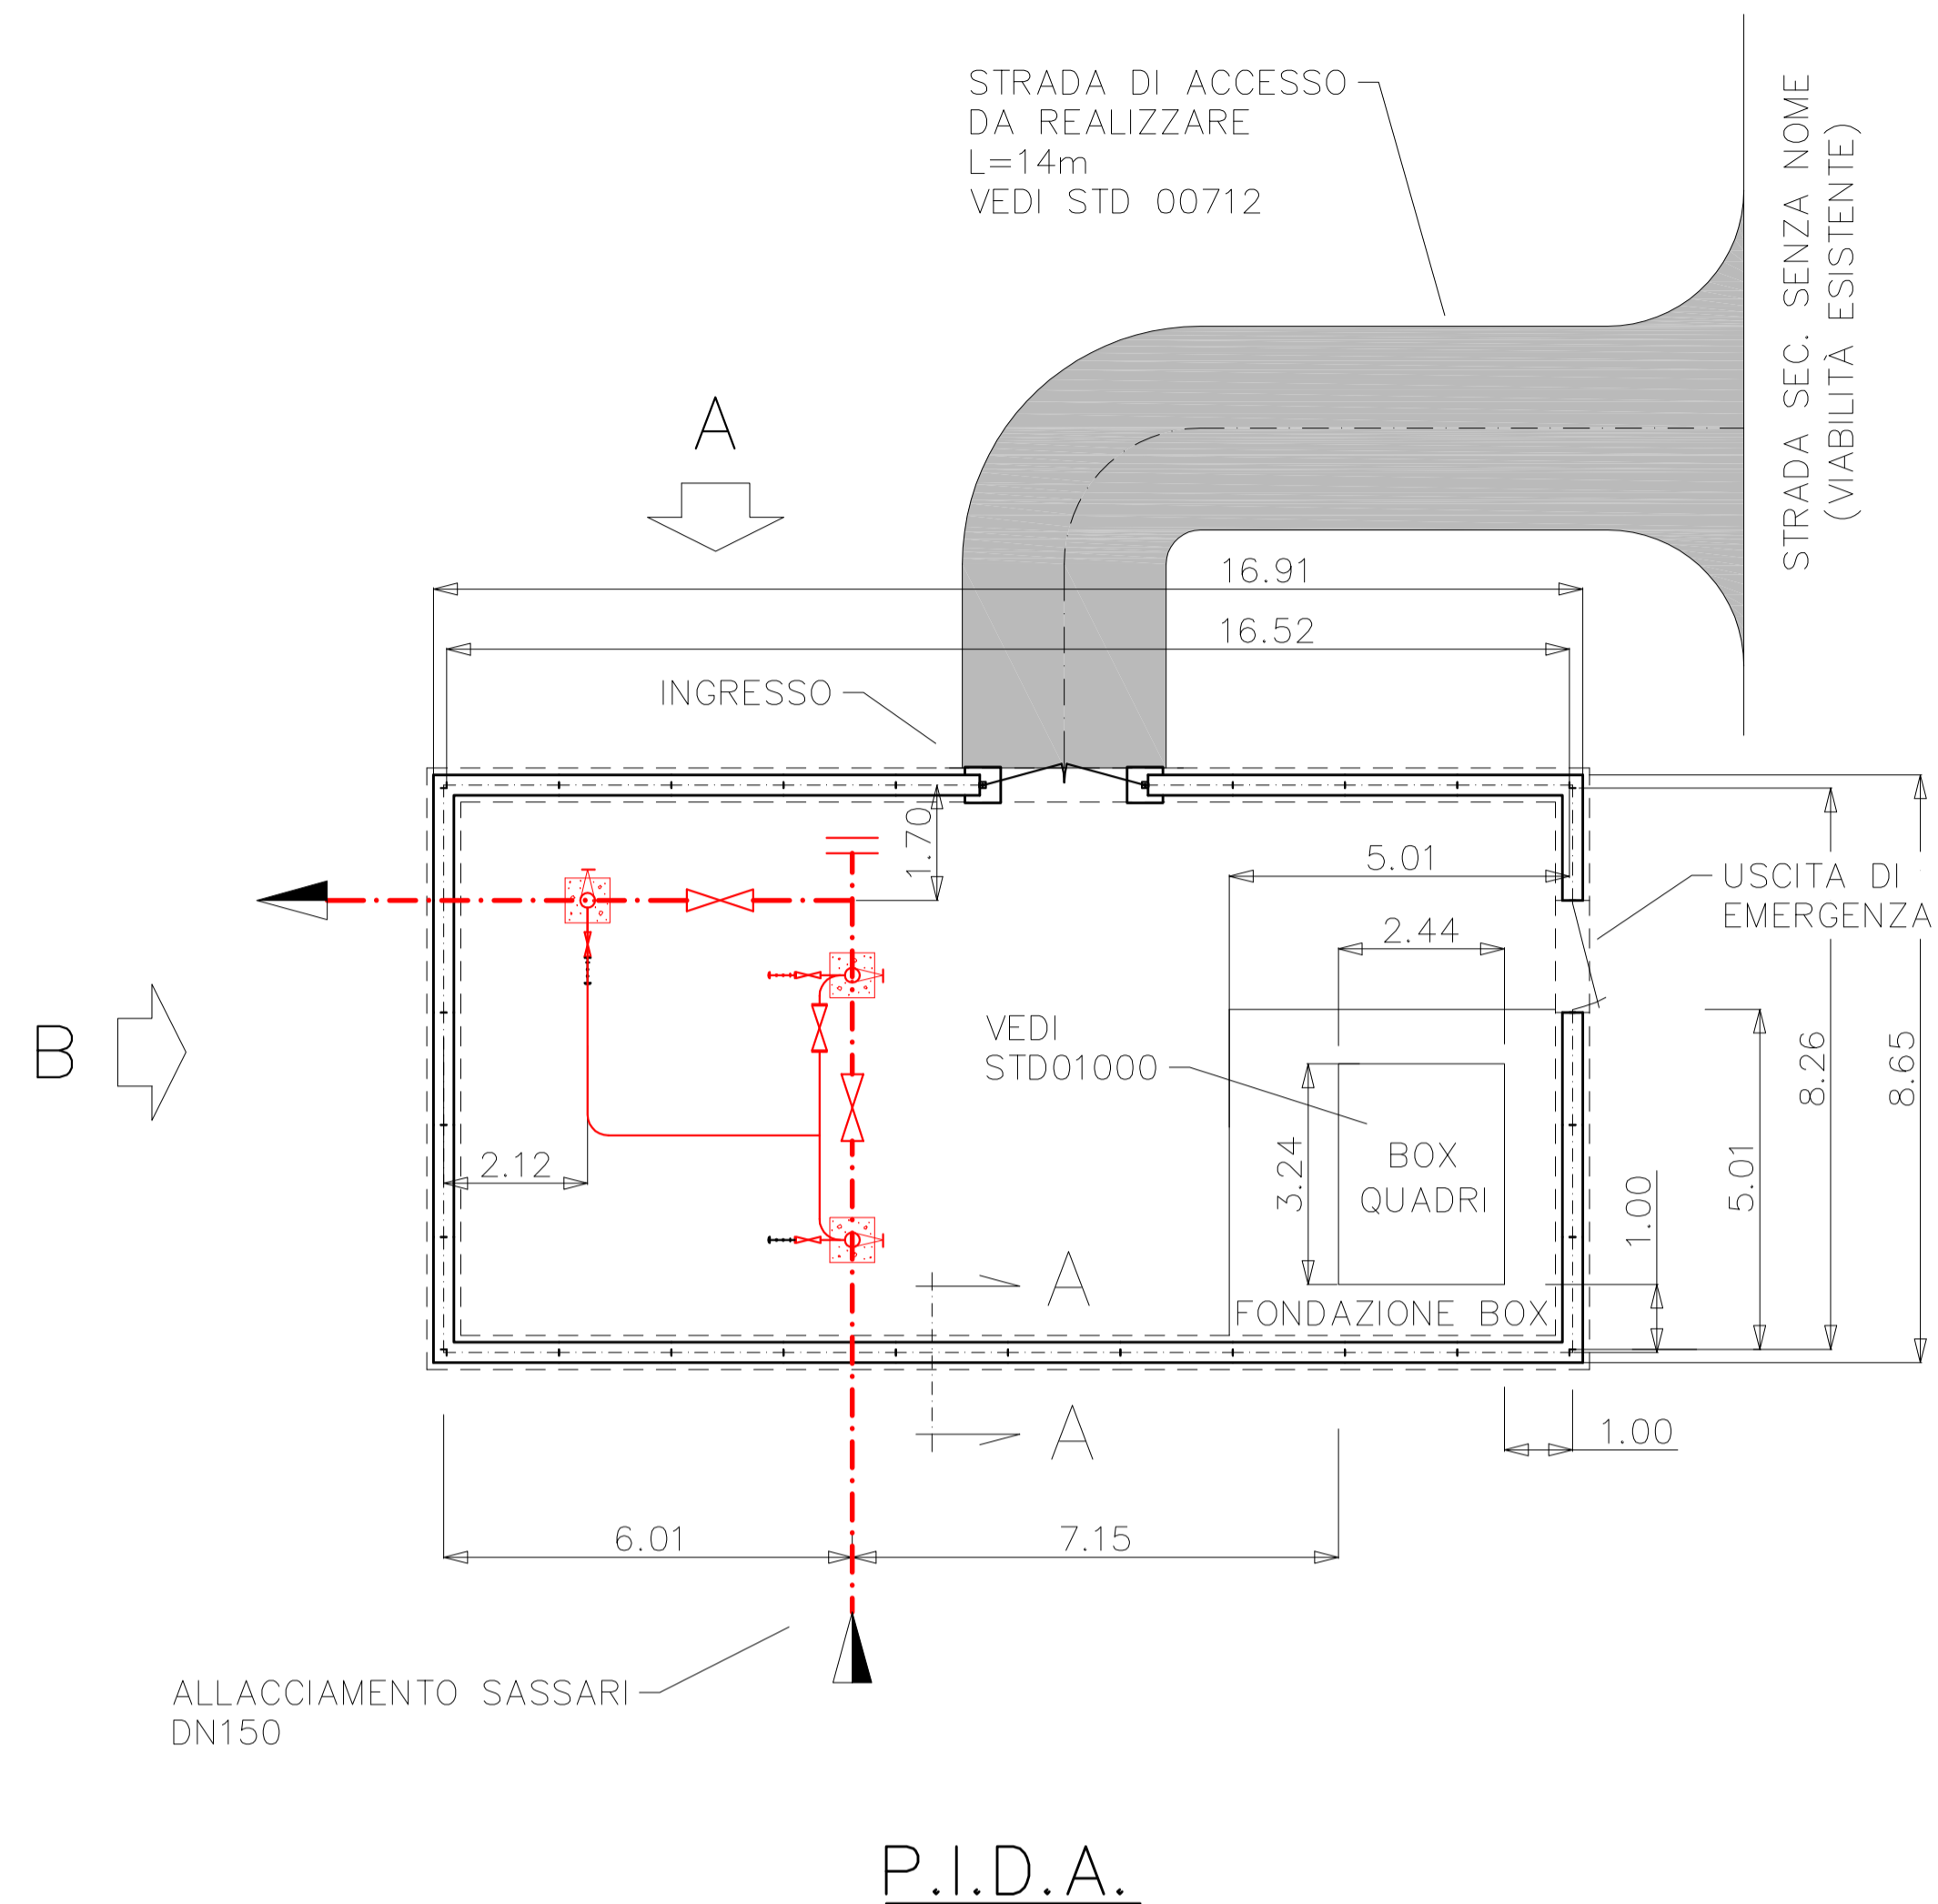 STRADA DI ACCESSO
DA REALIZZARE
L=14m
VEDI STD 00712
STRADA SEC. SENZA NOME
(VIABILITÀ ESISTENTE)
A
16.91
16.52
INGRESSO
1.70
5.01
USCITA DI
EMERGENZA
2.44
B
VEDI
STD01000
8.26
8.65
3.24
BOX
QUADRI
2.12
1.00
5.01
A
FONDAZIONE BOX
A
1.00
6.01
7.15
ALLACCIAMENTO SASSARI
DN150
P.I.D.A.